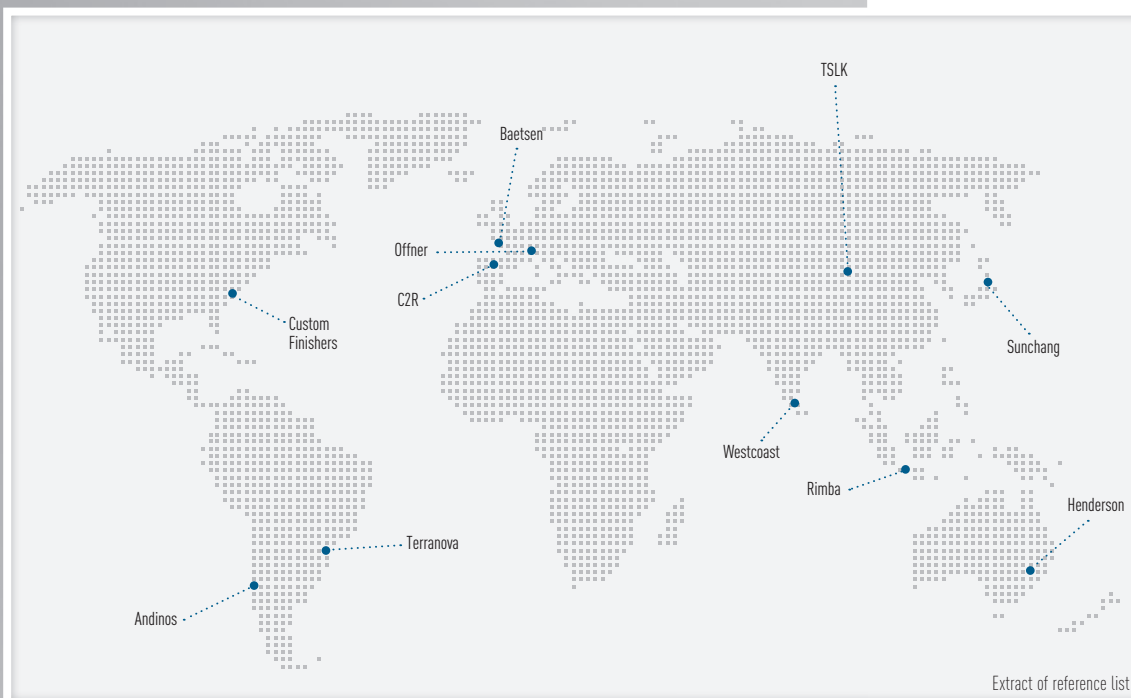 TSLK
Baetsen
Offner
C2R
Custom
Finishers
Sunchang
Westcoast
Rimba
Henderson
Terranova
Andinos
Extract of reference list